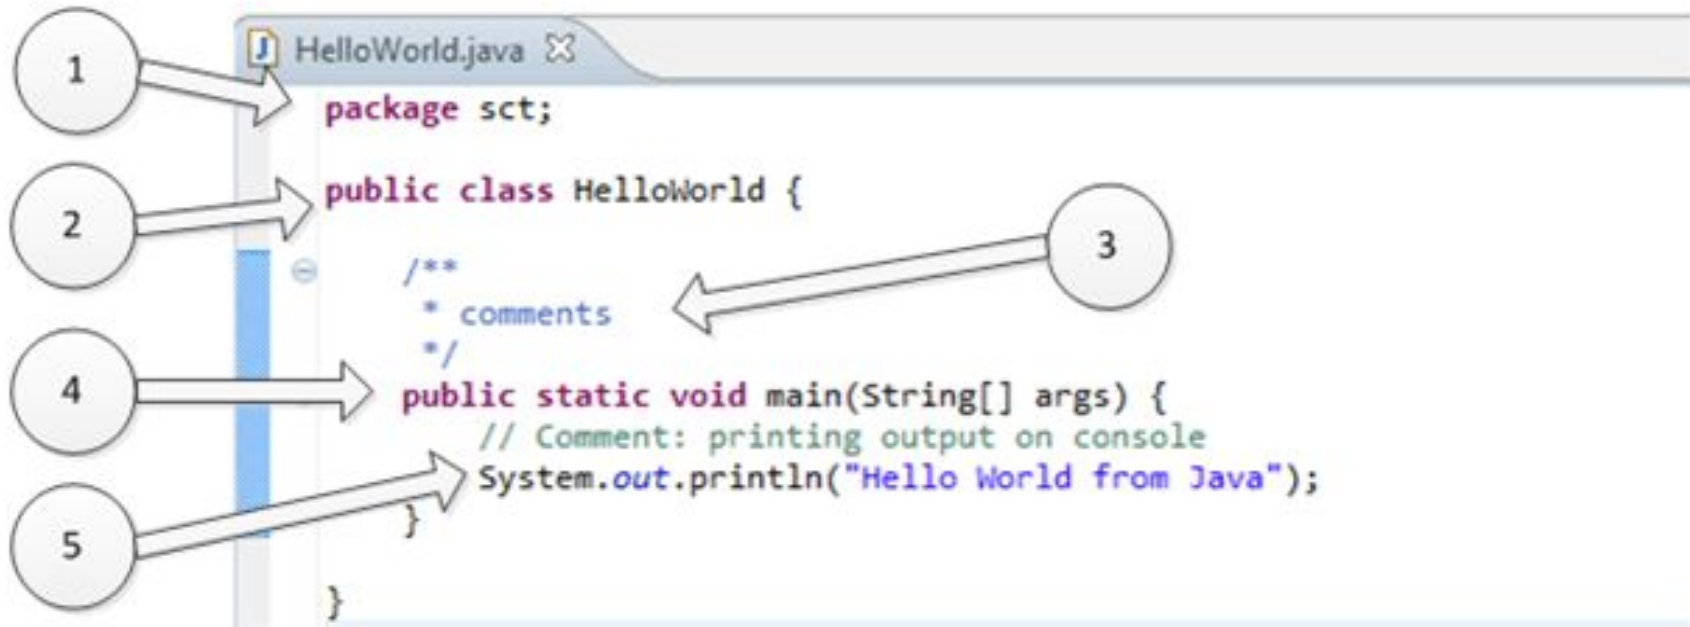 HelloWorld.java
1
package sct;
2
public class HelloWorld {
3
/**
* comments
*/
4
public static void main(String[] args) {
// Comment: printing output on console
5
System.out.println("Hello World from Java");
}
}